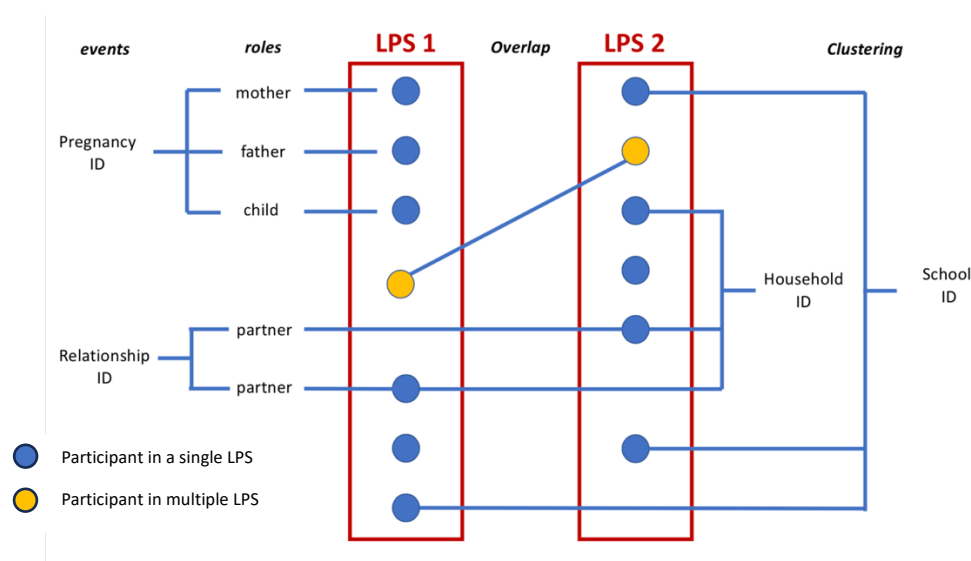 events
roles
LPS 1
Overlap
LPS 2
Clustering
mother
Pregnancy
ID
father
child
Household
ID
School
ID
partner
Relationship
ID
partner
Participant in a single LPS
Participant in multiple LPS